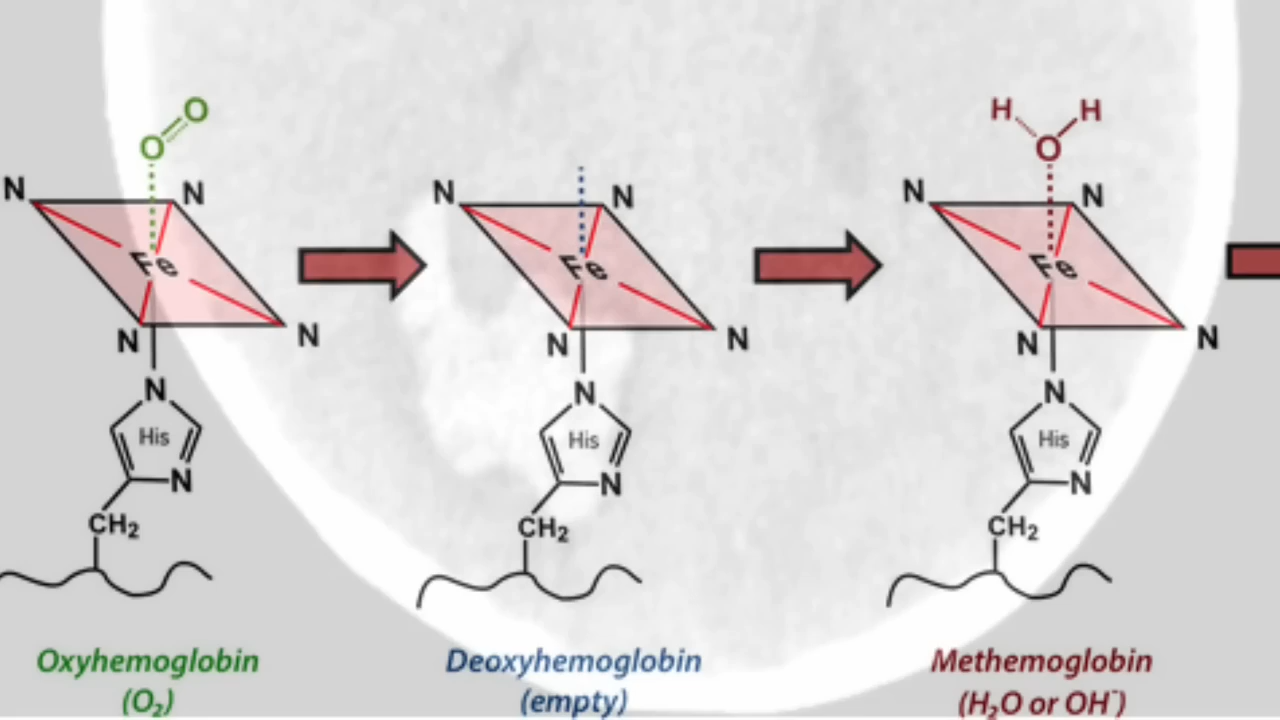 O
O
N
N
Fe
N
N
N
His
N
CH₂
Oxyhemoglobin
(O₂)
N
N
Fe
N
N
N
His
N
CH₂
Deoxyhemoglobin
(empty)
H
H
O
N
N
Fe
N
N
N
His
N
CH₂
Methemoglobin
(H₂O or OH⁻)